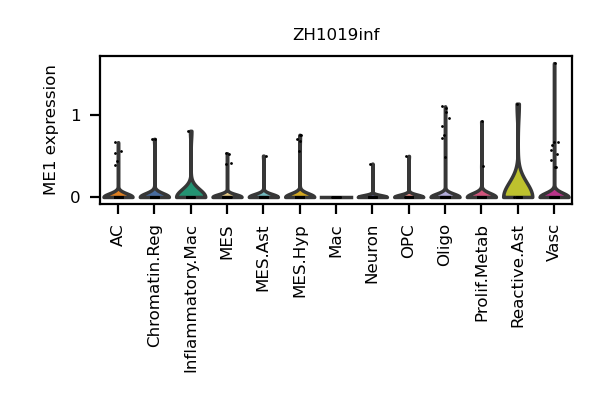 ZH1019inf
ME1 expression
1
0
AC
Chromatin.Reg
Inflammatory.Mac
MES
MES.Ast
MES.Hyp
Mac
Neuron
OPC
Oligo
Prolif.Metab
Reactive.Ast
Vasc